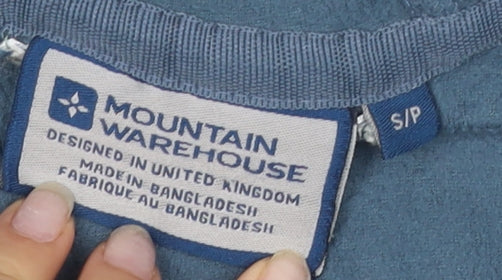 MOUNTAIN
WAREHOUSE
DESIGNED IN UNITED KINGDOM
MADE IN BANGLADESH
FABRIQUE AU BANGLADESH
S/P